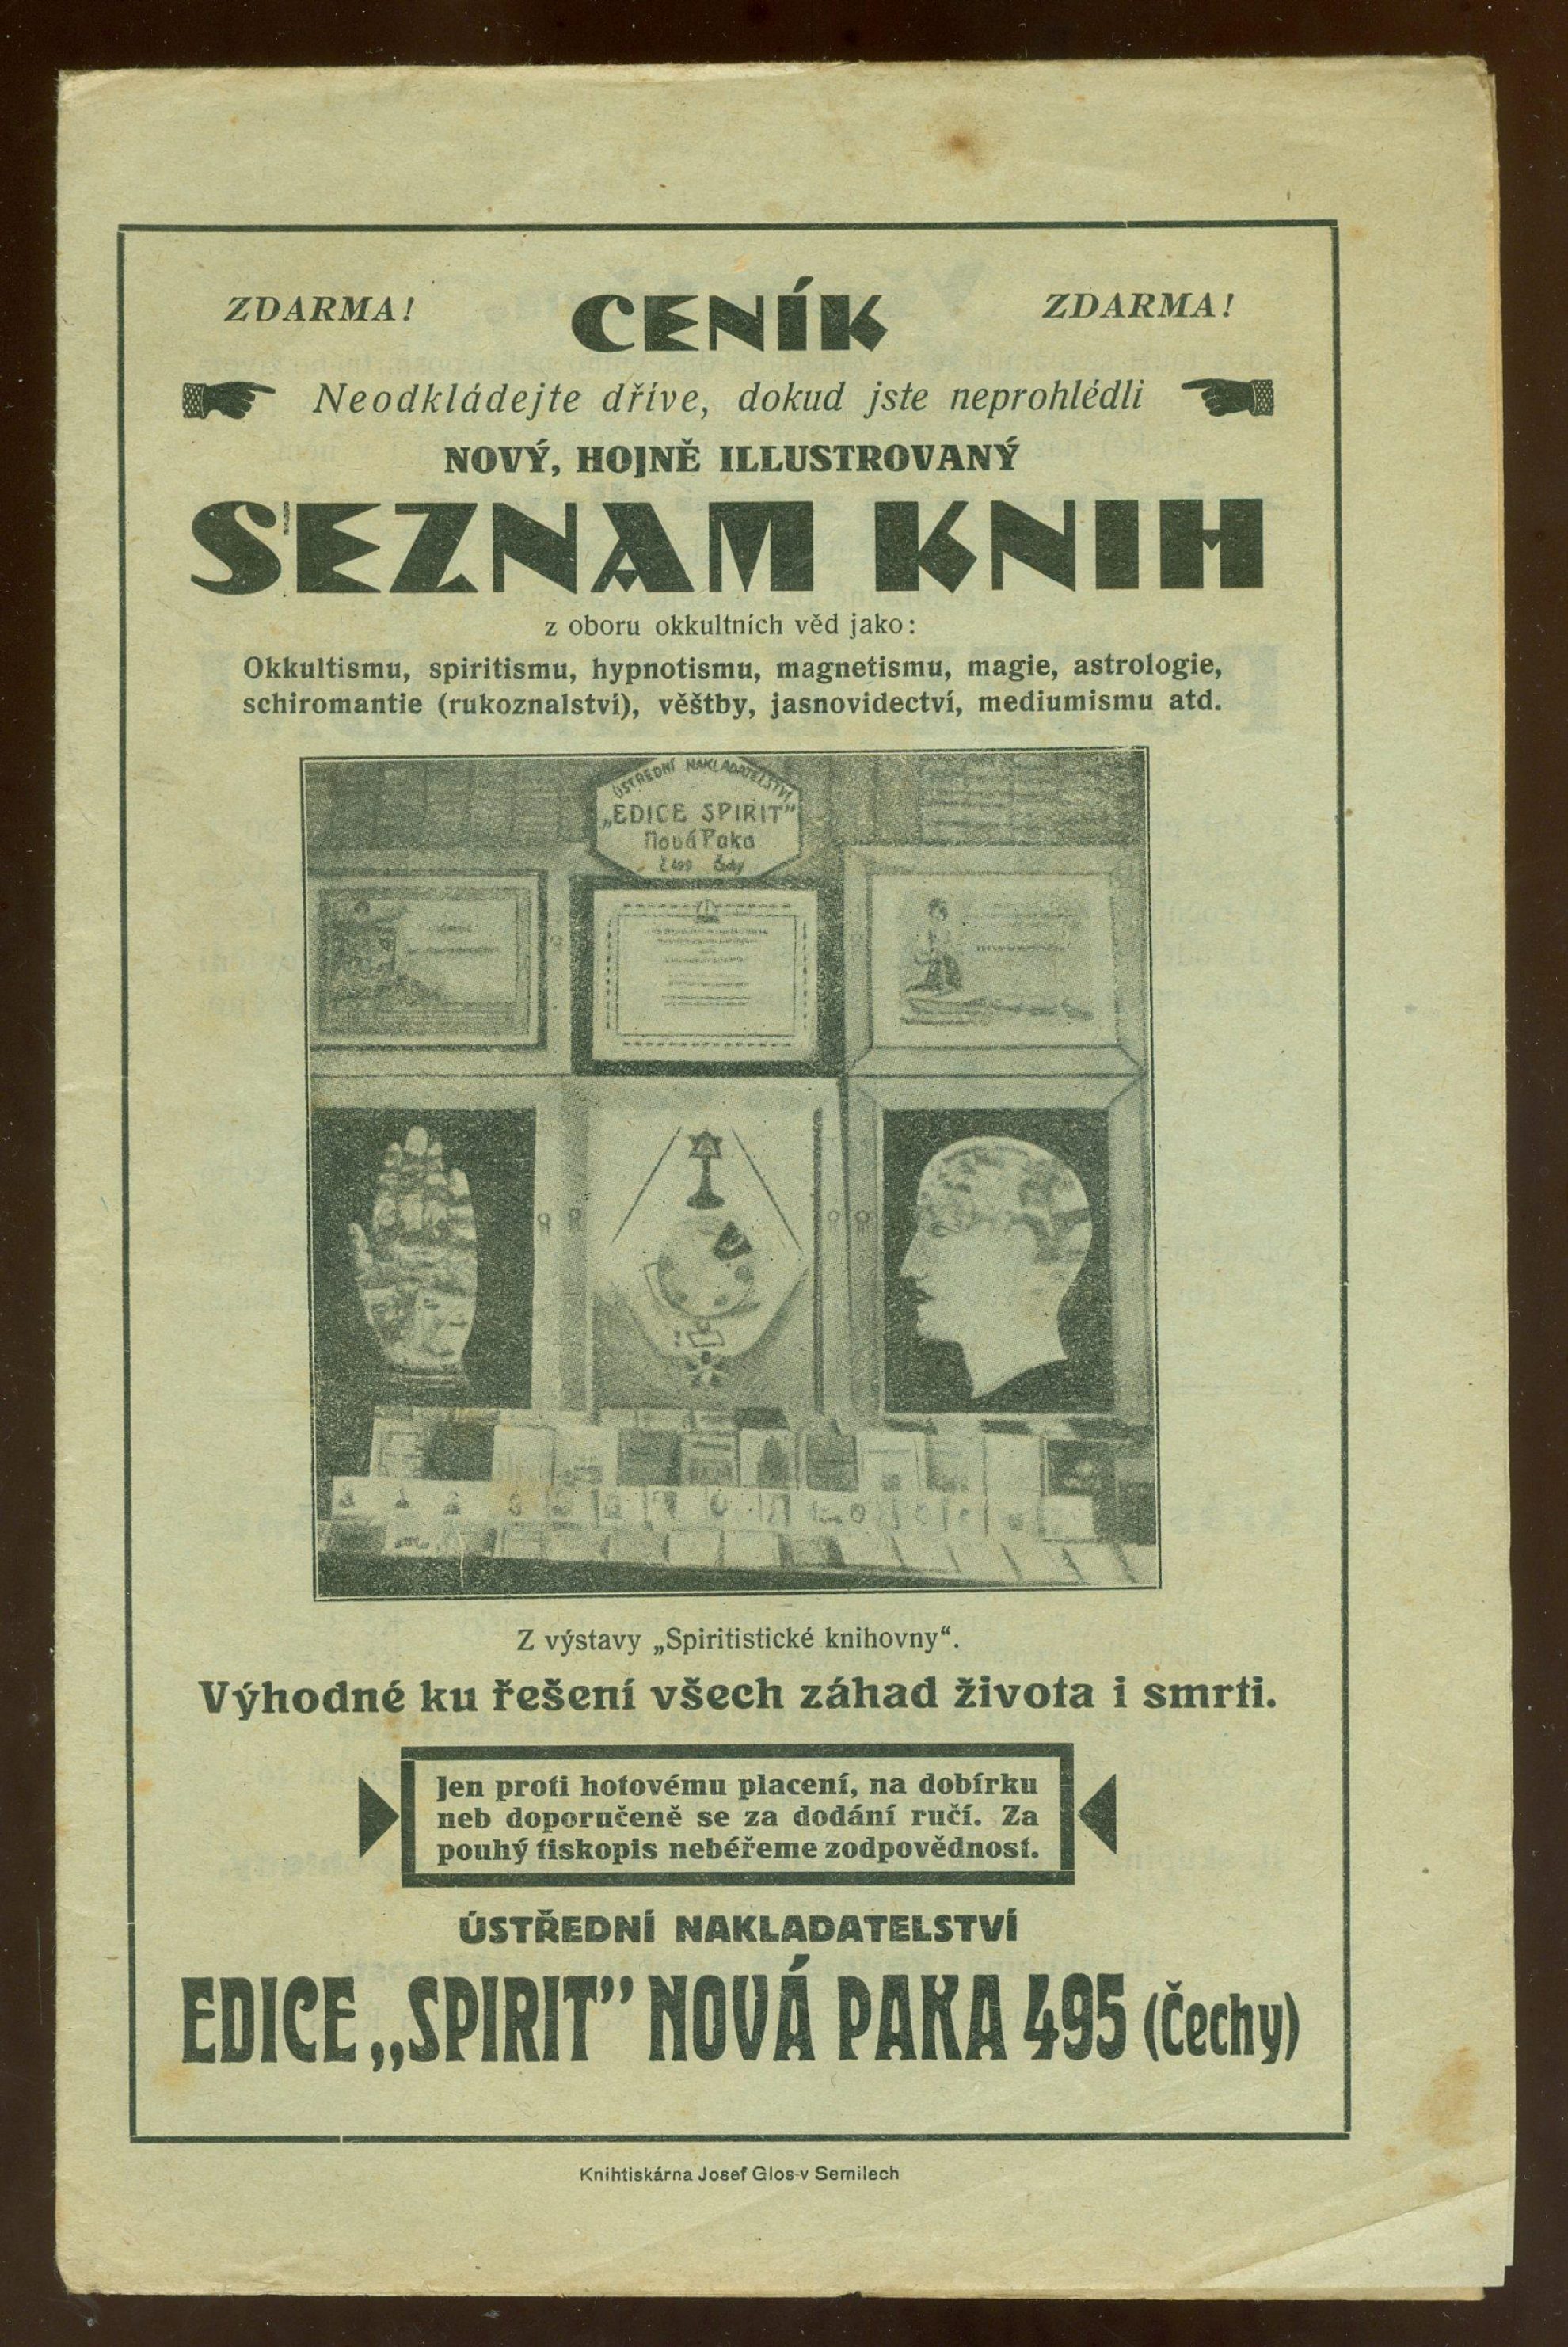 ZDARMA! CENÍK ZDARMA!
Neodkládejte dříve, dokud jste neprohlédli
NOVÝ, HOJNĚ ILLUSTROVANÝ
SEZNAM KNIH
z oboru okkultních věd jako:
Okkultismu, spiritismu, hypnotismu, magnetismu, magie, astrologie,
schiromantie (rukoznalství), věštby, jasnovidectví, mediumismu atd.
ÚSTŘEDNÍ NAKLADATELSTVÍ
„EDICE SPIRIT"
Nová Paka
Čechy
Z výstavy „Spiritistické knihovny“.
Výhodné ku řešení všech záhad života i smrti.
Jen proti hotovému placení, na dobírku
neb doporučeně se za dodání ručí. Za
pouhý tiskopis nebéřeme zodpovědnost.
ÚSTŘEDNÍ NAKLADATELSTVÍ
EDICE „SPIRIT” NOVÁ PAKA 495 (Čechy)
Knihtiskárna Josef Glos v Semilech